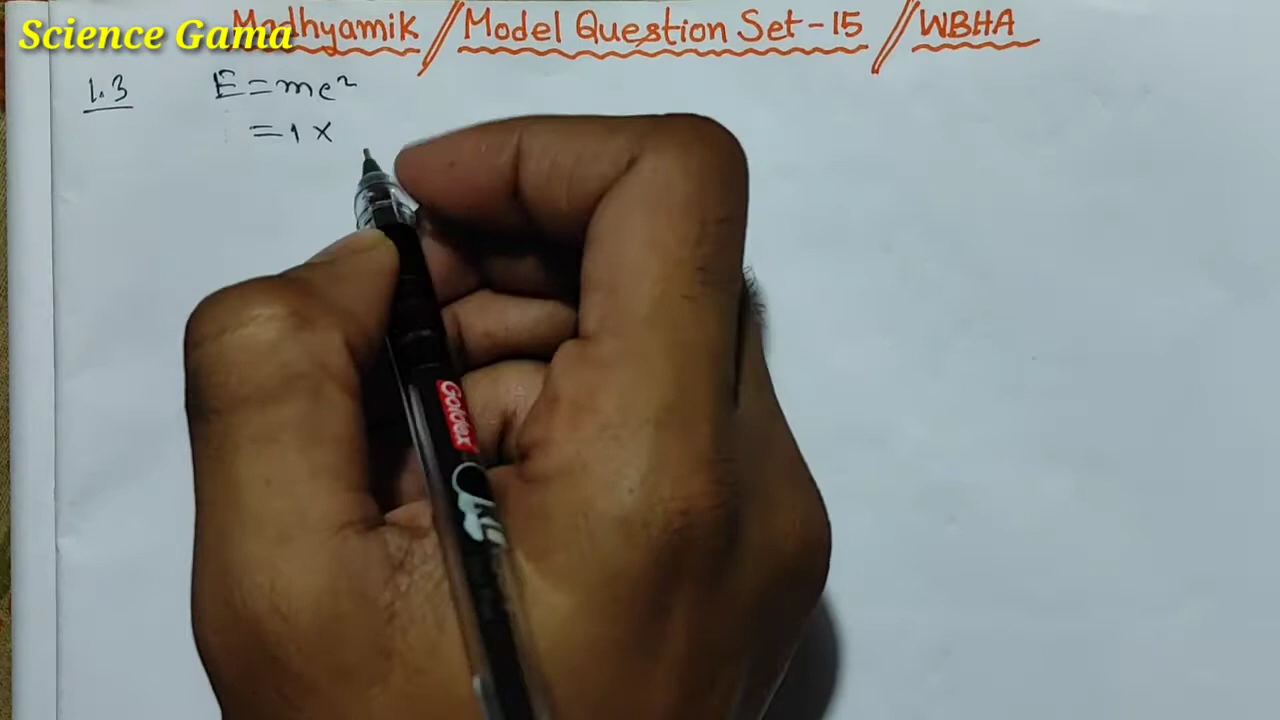 Science Gama
Madhyamik / Model Question Set-15 // WBHA
1.3 E=mc²
=1×
Goldex